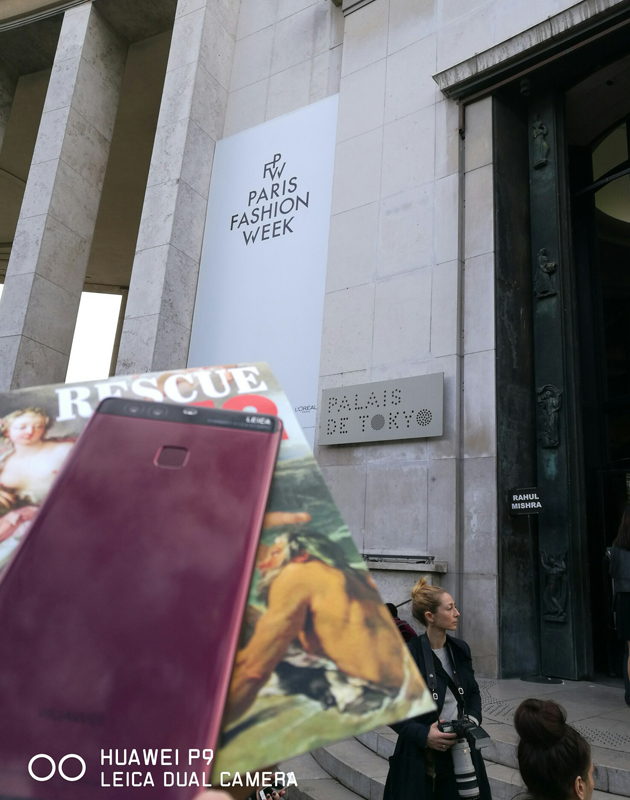 PFW
PARIS
FASHION
WEEK
L'ORÉAL
PALAIS
DE TOKYO
RAHUL
MISHRA
RESCUE
LEICA
HUAWEI P9
LEICA DUAL CAMERA